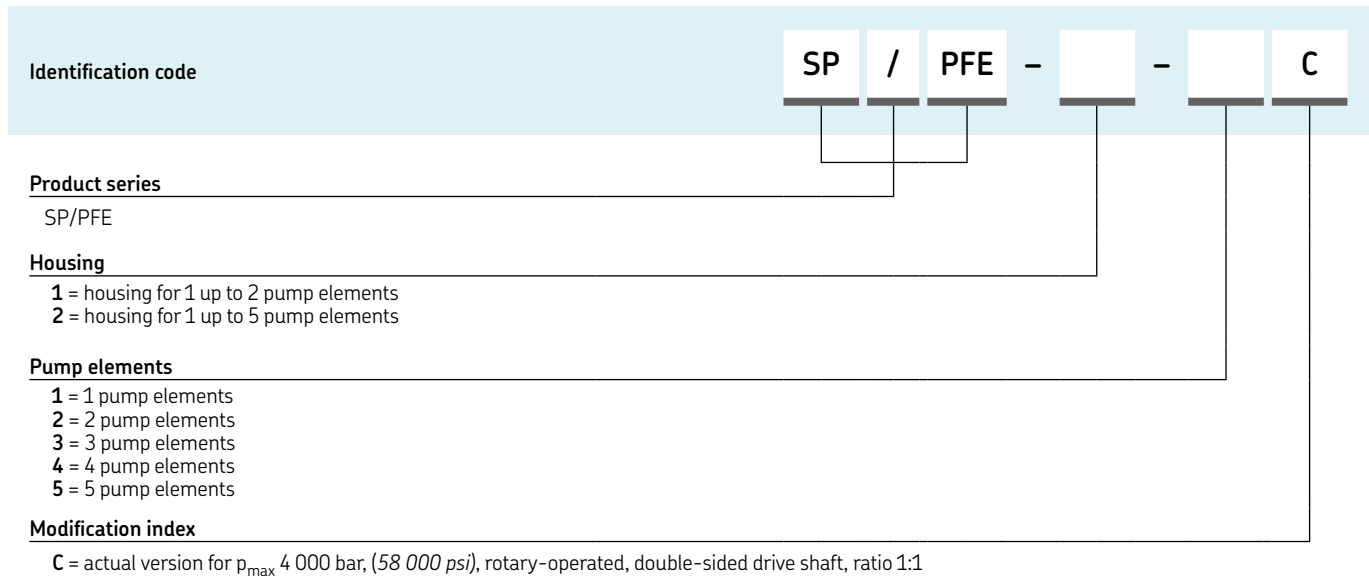 Identification code SP / PFE – – C
Product series
SP/PFE
Housing
1 = housing for 1 up to 2 pump elements
2 = housing for 1 up to 5 pump elements
Pump elements
1 = 1 pump elements
2 = 2 pump elements
3 = 3 pump elements
4 = 4 pump elements
5 = 5 pump elements
Modification index
C = actual version for pmax 4 000 bar, (58 000 psi), rotary-operated, double-sided drive shaft, ratio 1:1